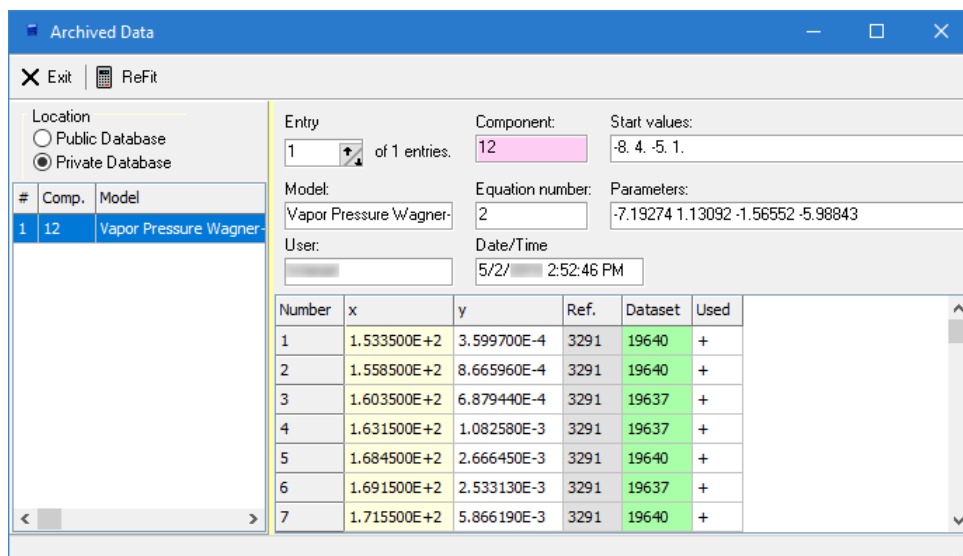 Archived Data
Exit ReFit
Location
Public Database
Private Database
# Comp. Model
1 12 Vapor Pressure Wagner-
Entry Component: Start values:
1 of 1 entries. 12 -8. 4. -5. 1.
Model: Equation number: Parameters:
Vapor Pressure Wagner- 2 -7.19274 1.13092 -1.56552 -5.98843
User: Date/Time
5/2/ 2:52:46 PM
Number x y Ref. Dataset Used
1 1.533500E+2 3.599700E-4 3291 19640 +
2 1.558500E+2 8.665960E-4 3291 19640 +
3 1.603500E+2 6.879440E-4 3291 19637 +
4 1.631500E+2 1.082580E-3 3291 19637 +
5 1.684500E+2 2.666450E-3 3291 19640 +
6 1.691500E+2 2.533130E-3 3291 19637 +
7 1.715500E+2 5.866190E-3 3291 19640 +